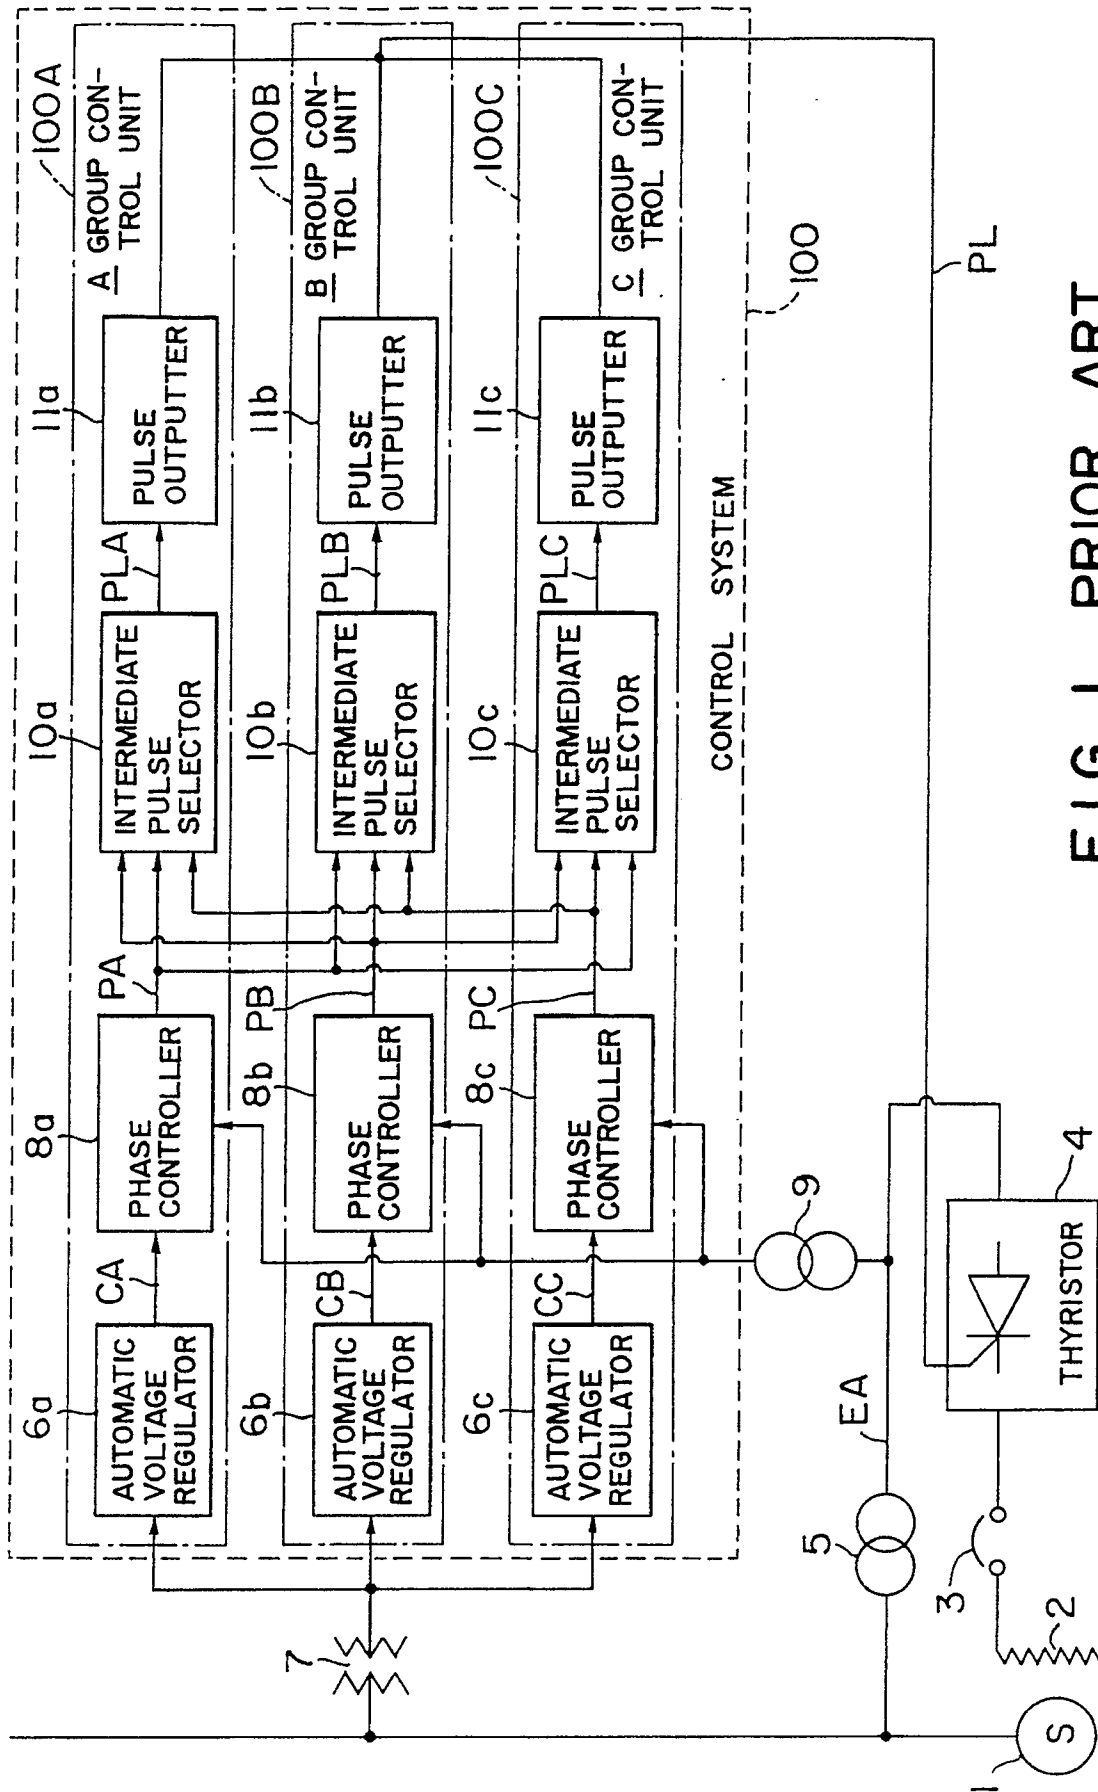 100A
A GROUP CON-
TROL UNIT
6a
AUTOMATIC
VOLTAGE
REGULATOR
CA
8a
PHASE
CONTROLLER
PA
10a
INTERMEDIATE
PULSE
SELECTOR
PLA
11a
PULSE
OUTPUTTER
100B
B GROUP CON-
TROL UNIT
6b
AUTOMATIC
VOLTAGE
REGULATOR
CB
8b
PHASE
CONTROLLER
PB
10b
INTERMEDIATE
PULSE
SELECTOR
PLB
11b
PULSE
OUTPUTTER
100C
C GROUP CON-
TROL UNIT
6c
AUTOMATIC
VOLTAGE
REGULATOR
CC
8c
PHASE
CONTROLLER
PC
10c
INTERMEDIATE
PULSE
SELECTOR
PLC
11c
PULSE
OUTPUTTER
CONTROL SYSTEM
100
7
9
5
EA
PL
3
2
4
THYRISTOR
1
S
FIG. 1 PRIOR ART